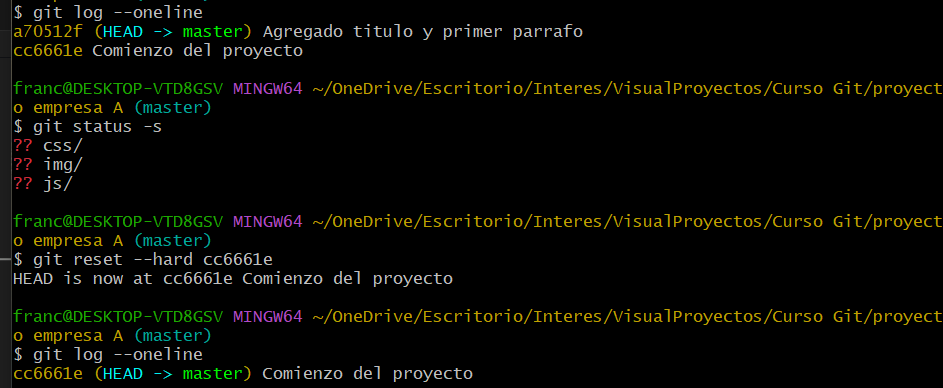 $ git log --oneline
a70512f (HEAD -> master) Agregado titulo y primer parrafo
cc6661e Comienzo del proyecto
franc@DESKTOP-VTD8GSV MINGW64 ~/OneDrive/Escritorio/Interes/VisualProyectos/Curso Git/proyect
o empresa A (master)
$ git status -s
?? css/
?? img/
?? js/
franc@DESKTOP-VTD8GSV MINGW64 ~/OneDrive/Escritorio/Interes/VisualProyectos/Curso Git/proyect
o empresa A (master)
$ git reset --hard cc6661e
HEAD is now at cc6661e Comienzo del proyecto
franc@DESKTOP-VTD8GSV MINGW64 ~/OneDrive/Escritorio/Interes/VisualProyectos/Curso Git/proyect
o empresa A (master)
$ git log --oneline
cc6661e (HEAD -> master) Comienzo del proyecto